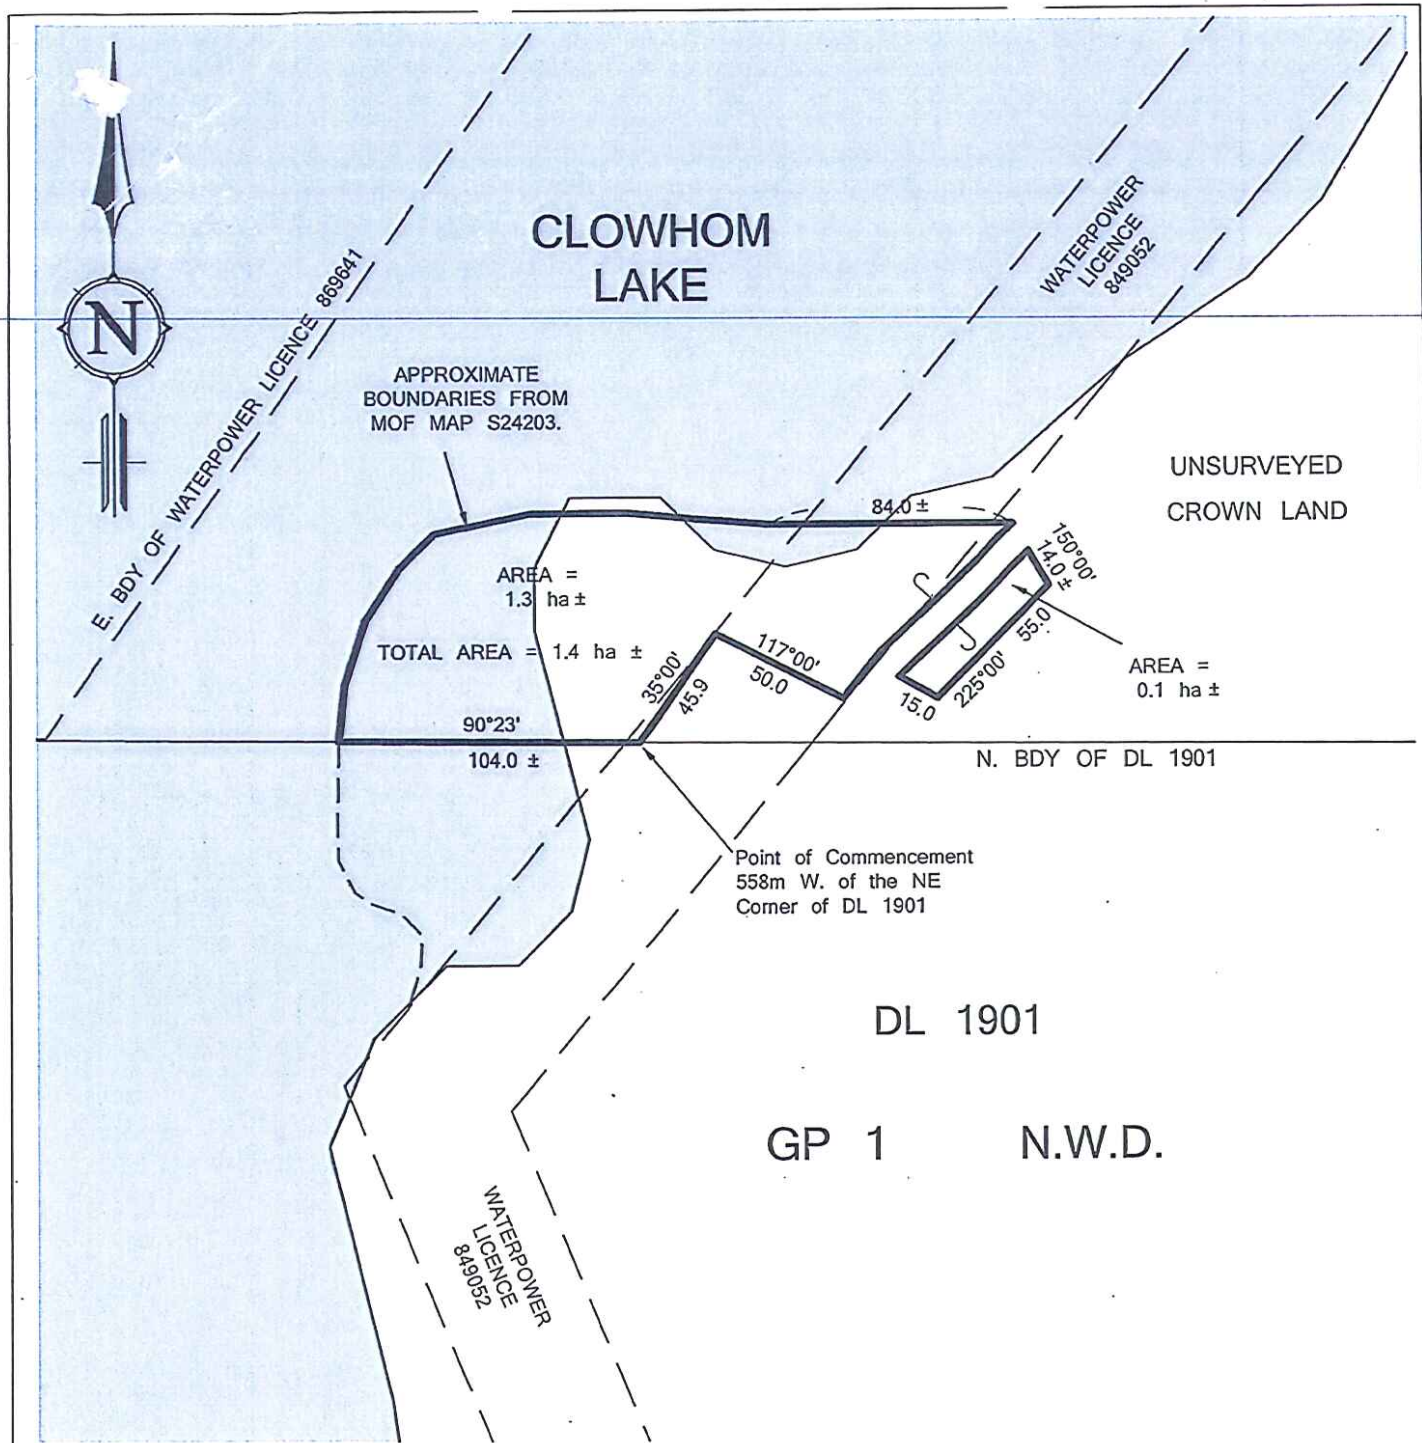 CLOWHOM
LAKE
N
E. BDY OF WATERPOWER LICENCE 869641
WATERPOWER
LICENCE
849052
APPROXIMATE
BOUNDARIES FROM
MOF MAP S24203.
UNSURVEYED
CROWN LAND
84.0 ±
150°00'
14.0 ±
AREA =
1.3 ha ±
TOTAL AREA = 1.4 ha ±
35°00'
45.9
117°00'
50.0
55.0
225°00'
15.0
AREA =
0.1 ha ±
90°23'
104.0 ±
N. BDY OF DL 1901
Point of Commencement
558m W. of the NE
Corner of DL 1901
DL 1901
GP 1 N.W.D.
WATERPOWER
LICENCE
849052